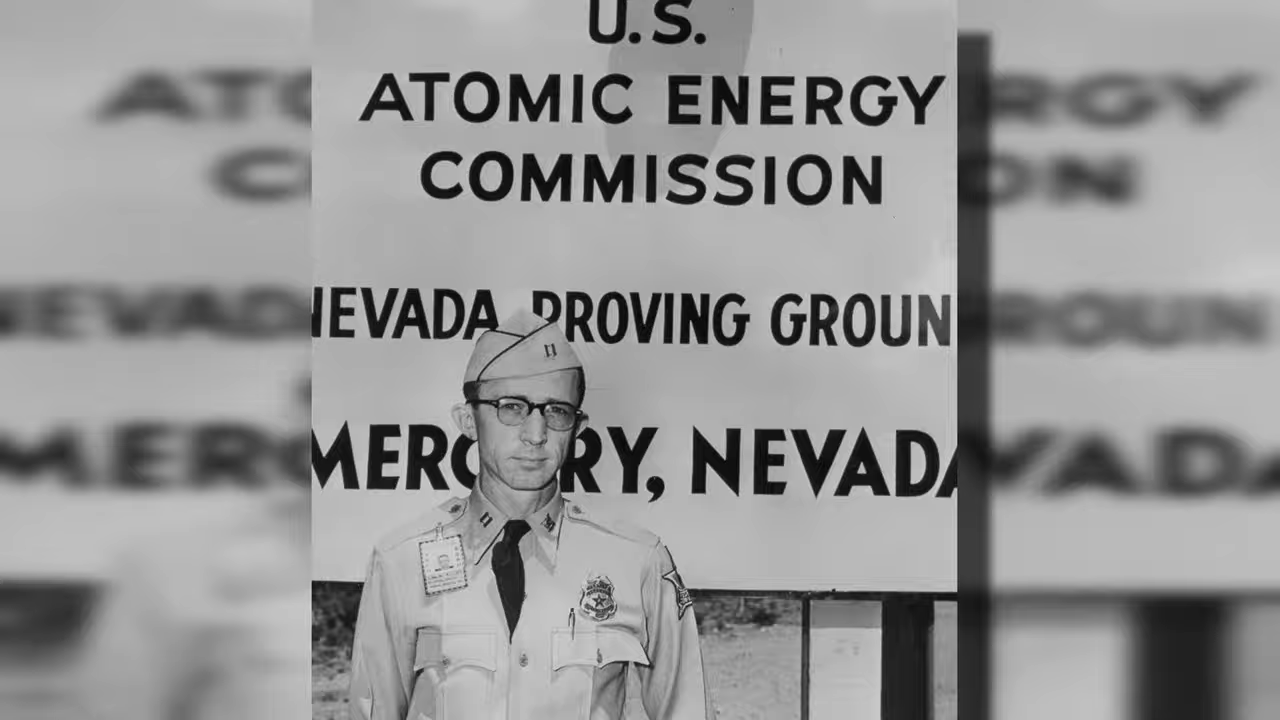 U.S.
ATOMIC ENERGY
COMMISSION
NEVADA PROVING GROUN
MERCURY, NEVADA